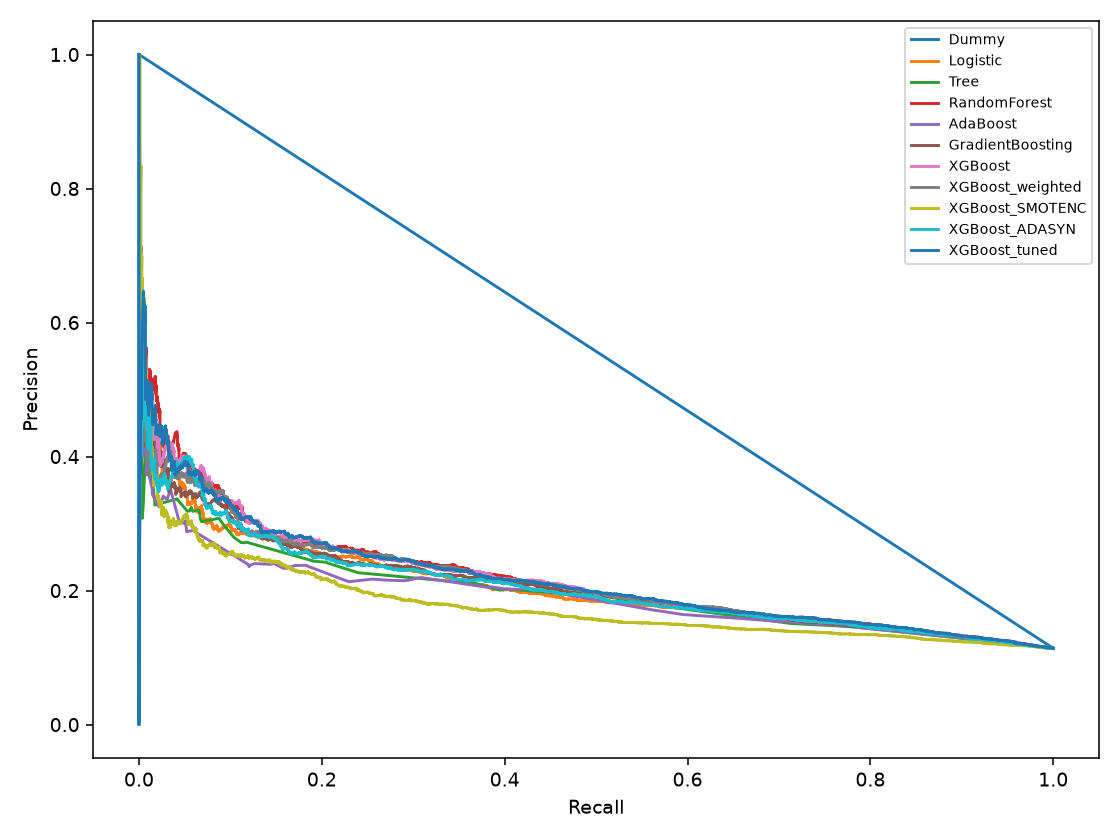 1.0
0.8
0.6
0.4
0.2
0.0
Precision
0.0 0.2 0.4 0.6 0.8 1.0
Recall
Dummy
Logistic
Tree
RandomForest
AdaBoost
GradientBoosting
XGBoost
XGBoost_weighted
XGBoost_SMOTENC
XGBoost_ADASYN
XGBoost_tuned